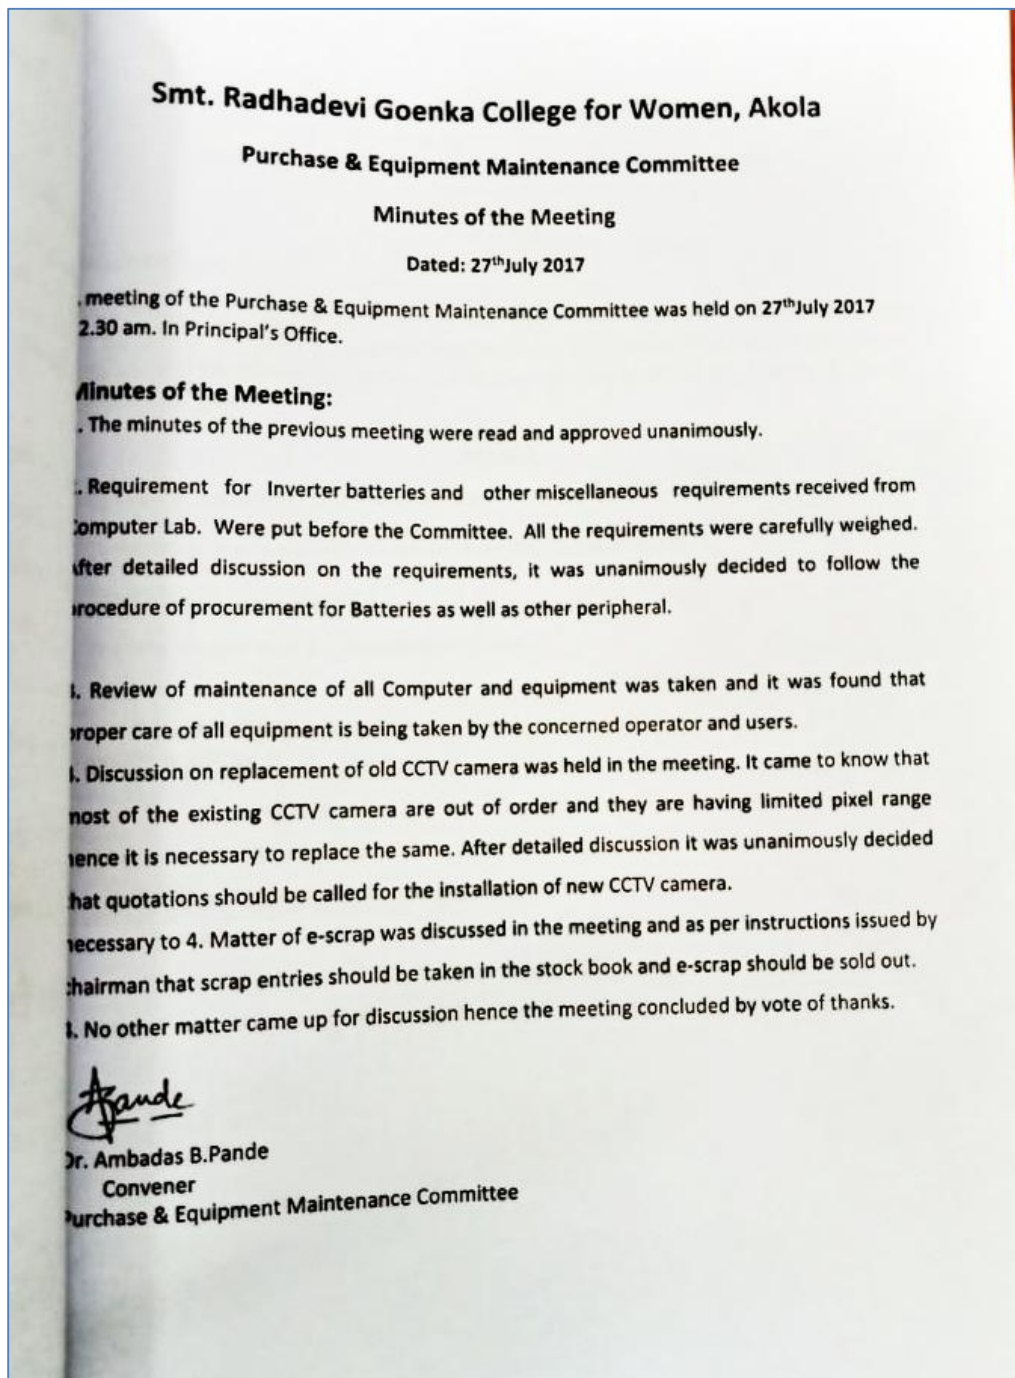 Smt. Radhadevi Goenka College for Women, Akola
Purchase & Equipment Maintenance Committee
Minutes of the Meeting
Dated: 27thJuly 2017
meeting of the Purchase & Equipment Maintenance Committee was held on 27thJuly 2017
2.30 am. In Principal's Office.
Minutes of the Meeting:
. The minutes of the previous meeting were read and approved unanimously.
. Requirement for Inverter batteries and other miscellaneous requirements received from
Computer Lab. Were put before the Committee. All the requirements were carefully weighed.
After detailed discussion on the requirements, it was unanimously decided to follow the
procedure of procurement for Batteries as well as other peripheral.
. Review of maintenance of all Computer and equipment was taken and it was found that
proper care of all equipment is being taken by the concerned operator and users.
. Discussion on replacement of old CCTV camera was held in the meeting. It came to know that
most of the existing CCTV camera are out of order and they are having limited pixel range
hence it is necessary to replace the same. After detailed discussion it was unanimously decided
that quotations should be called for the installation of new CCTV camera.
necessary to 4. Matter of e-scrap was discussed in the meeting and as per instructions issued by
chairman that scrap entries should be taken in the stock book and e-scrap should be sold out.
. No other matter came up for discussion hence the meeting concluded by vote of thanks.
Dr. Ambadas B.Pande
Convener
Purchase & Equipment Maintenance Committee